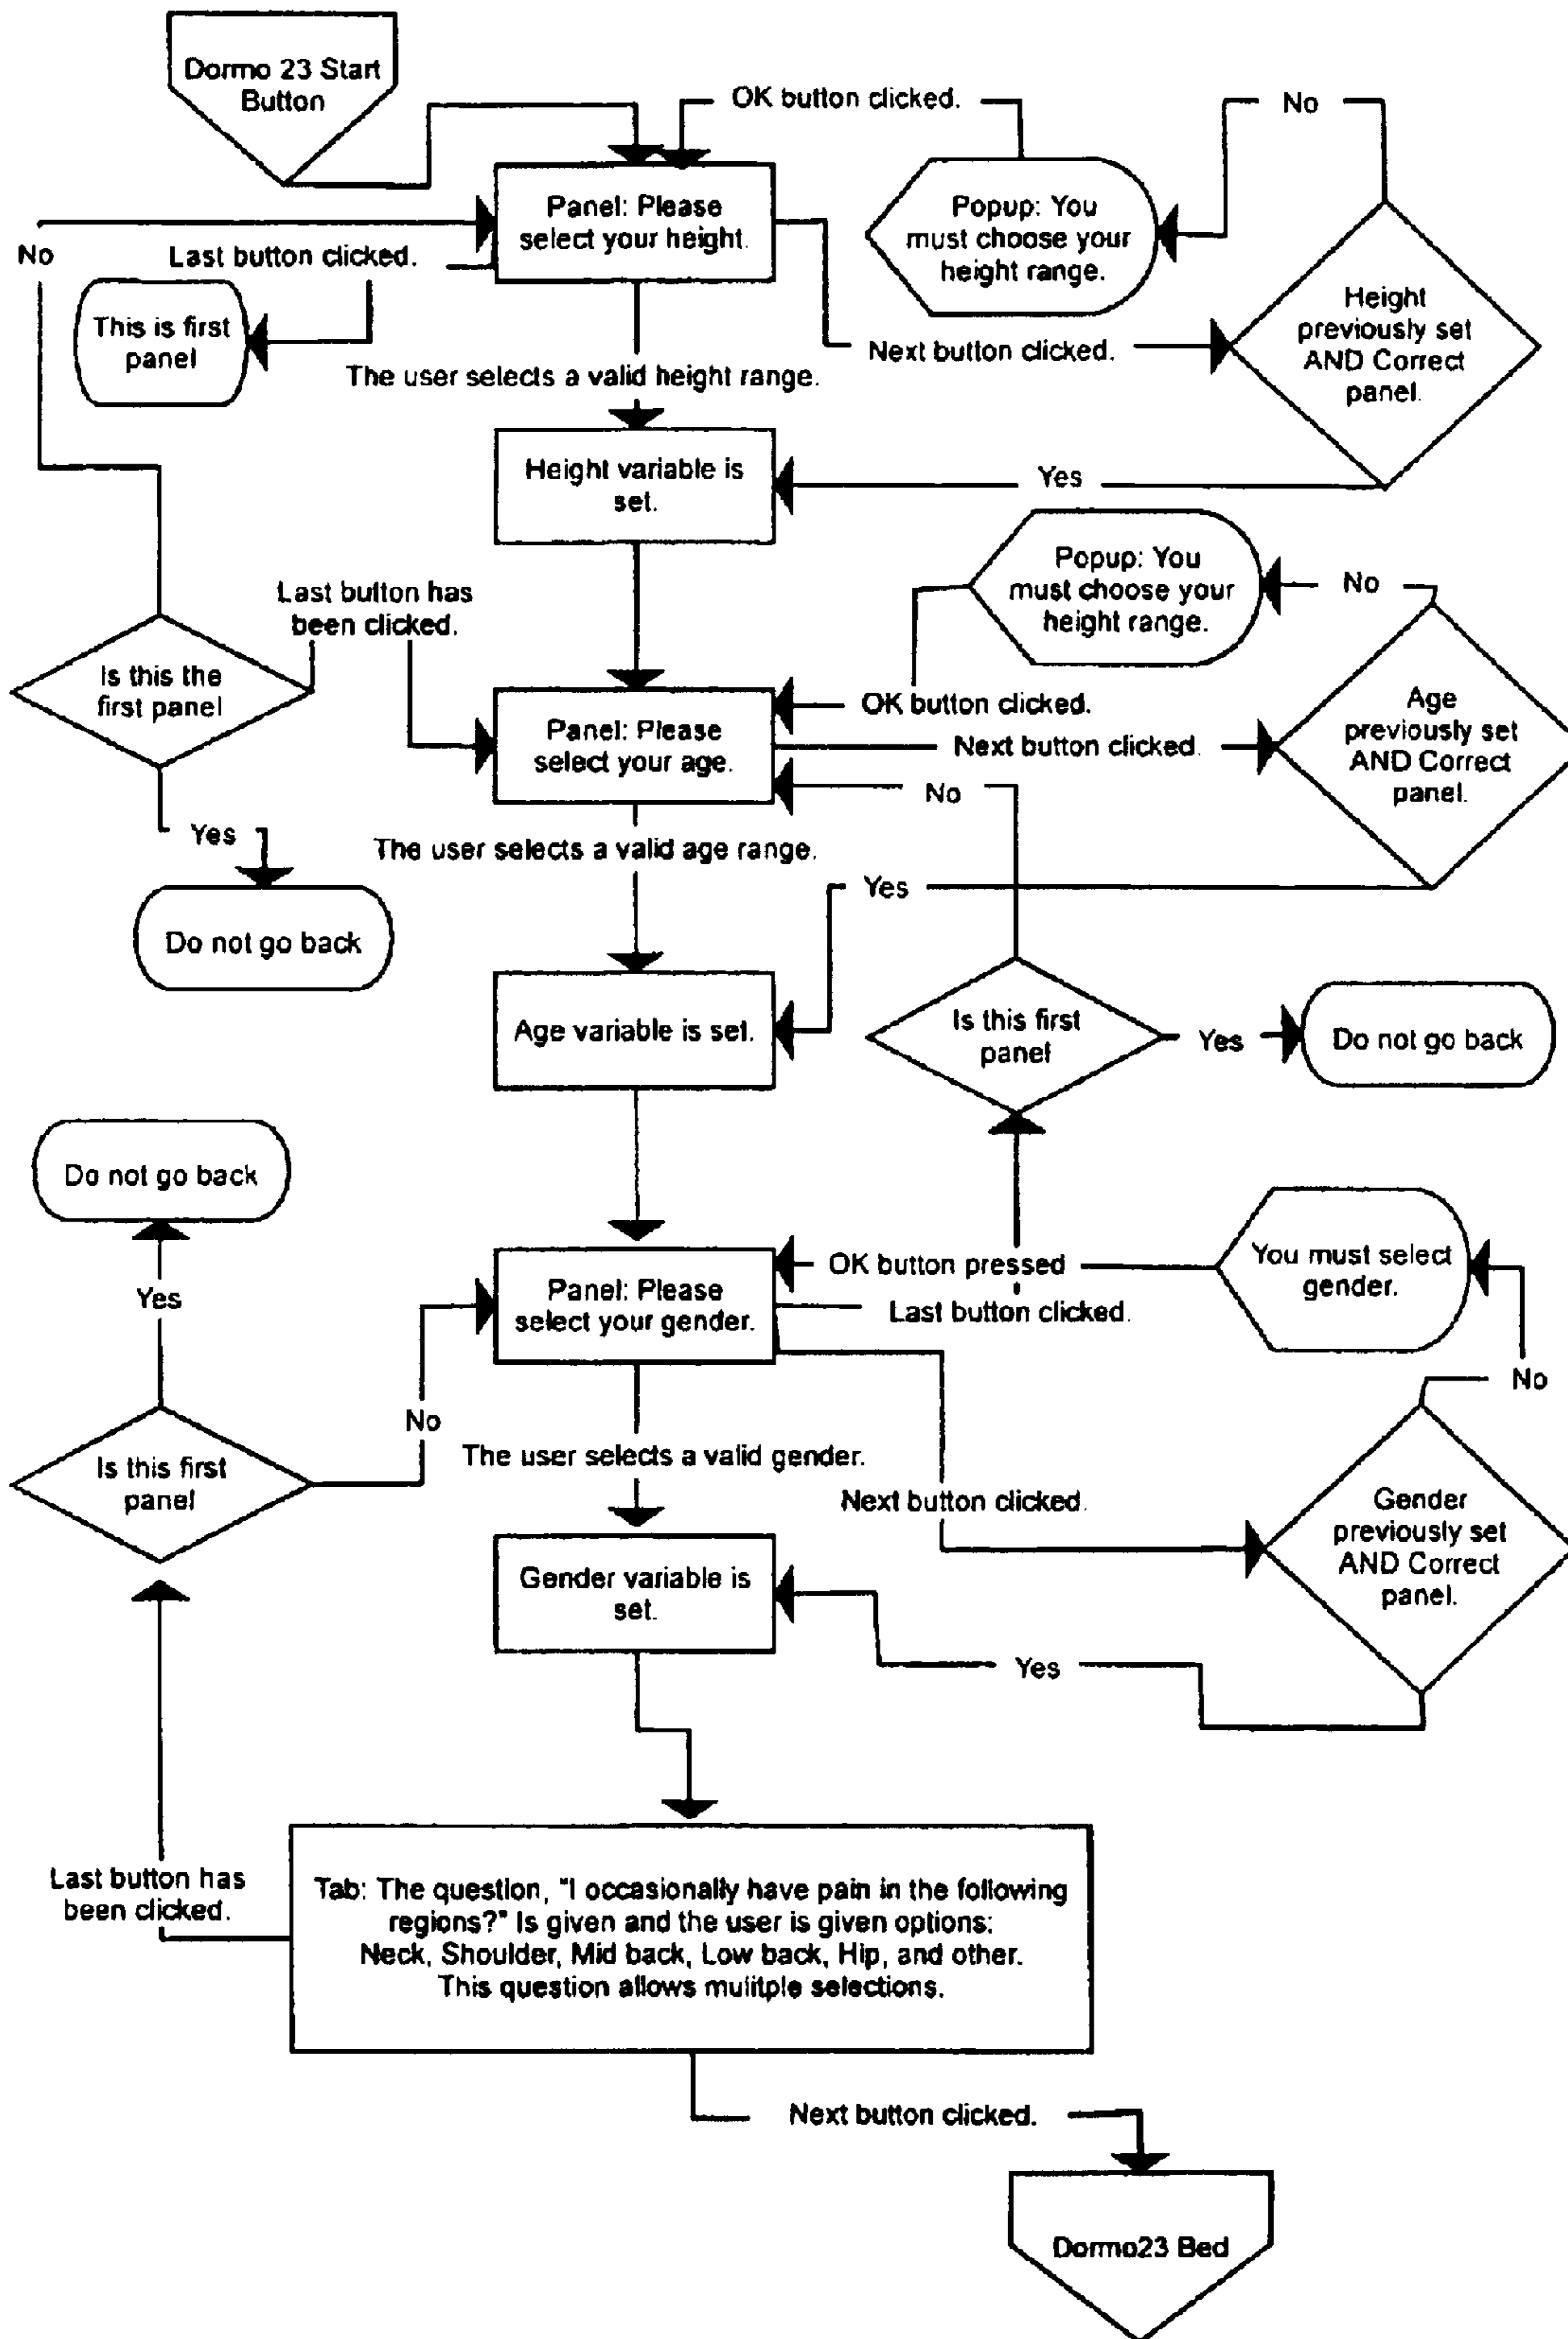 Dormo 23 Start
Button
OK button clicked.
No
Panel: Please
select your height.
Popup: You
must choose your
height range.
No
Last button clicked.
This is first
panel
Height
previously set
AND Correct
panel.
Next button clicked.
The user selects a valid height range.
Height variable is
set.
Yes
Popup: You
must choose your
height range.
No
Last button has
been clicked.
Is this the
first panel
OK button clicked.
Age
previously set
AND Correct
panel.
Panel: Please
select your age.
Next button clicked.
No
Yes
The user selects a valid age range.
Yes
Do not go back
Age variable is set.
Is this first
panel
Yes
Do not go back
Do not go back
OK button pressed
You must select
gender.
Yes
Panel: Please
select your gender.
Last button clicked.
No
No
The user selects a valid gender.
Is this first
panel
Next button clicked.
Gender
previously set
AND Correct
panel.
Gender variable is
set.
Yes
Last button has
been clicked.
Tab: The question, "I occasionally have pain in the following
regions?" Is given and the user is given options:
Neck, Shoulder, Mid back, Low back, Hip, and other.
This question allows mulitple selections.
Next button clicked.
Dormo23 Bed